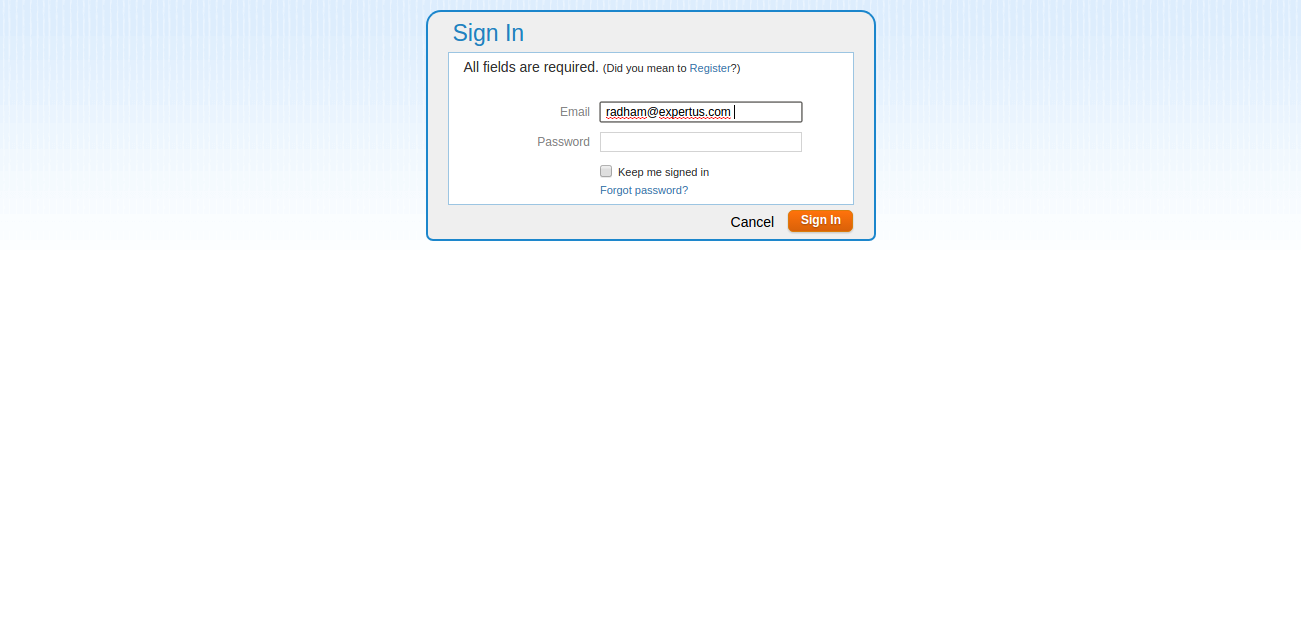 Sign In
All fields are required. (Did you mean to Register?)
Email radham@expertus.com
Password
Keep me signed in
Forgot password?
Cancel Sign In